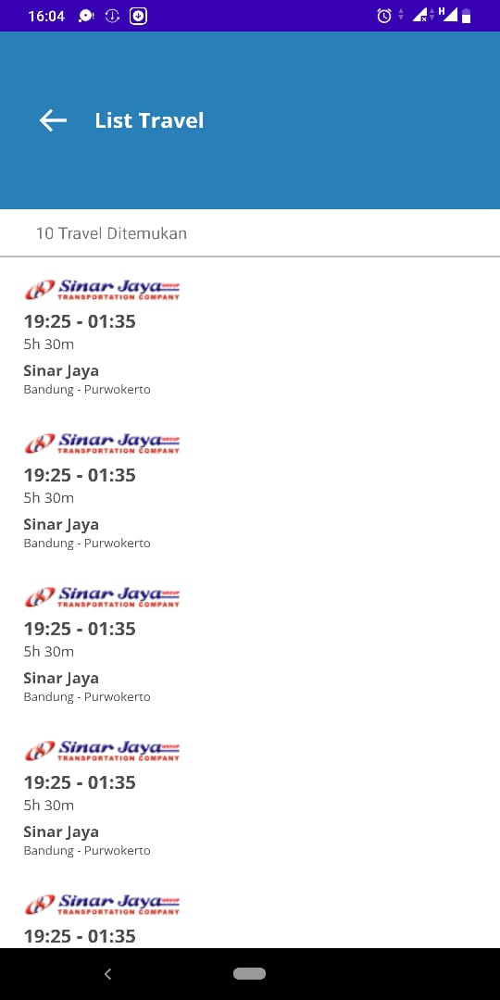 16:04
H
List Travel
10 Travel Ditemukan
Sinar Jaya GROUP
TRANSPORTATION COMPANY
19:25 - 01:35
5h 30m
Sinar Jaya
Bandung - Purwokerto
Sinar Jaya GROUP
TRANSPORTATION COMPANY
19:25 - 01:35
5h 30m
Sinar Jaya
Bandung - Purwokerto
Sinar Jaya GROUP
TRANSPORTATION COMPANY
19:25 - 01:35
5h 30m
Sinar Jaya
Bandung - Purwokerto
Sinar Jaya GROUP
TRANSPORTATION COMPANY
19:25 - 01:35
5h 30m
Sinar Jaya
Bandung - Purwokerto
Sinar Jaya GROUP
TRANSPORTATION COMPANY
19:25 - 01:35